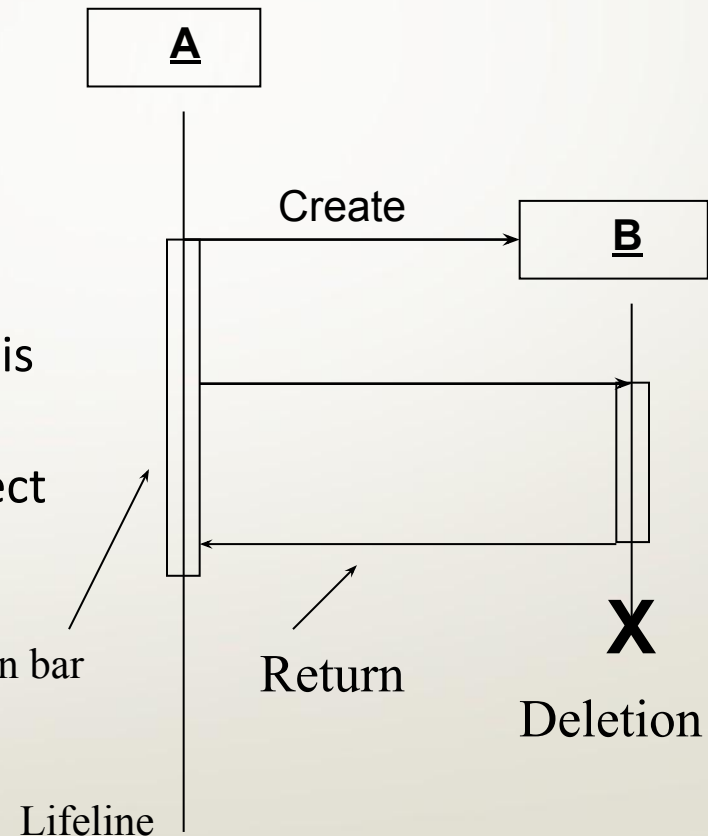 A
Create
B
is
ect
n bar
Return
X
Deletion
Lifeline